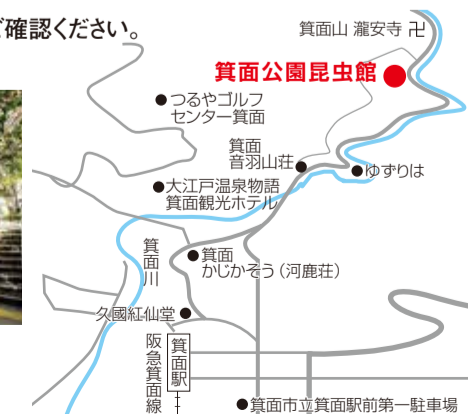 ご確認ください。
箕面山 瀧安寺 卍
箕面公園昆虫館
つるやゴルフ
センター箕面
箕面
音羽山荘
ゆずりは
大江戸温泉物語
箕面観光ホテル
箕面
かじかそう(河鹿荘)
箕面川
久國紅仙堂
箕面駅
阪急箕面線
箕面市立箕面駅前第一駐車場